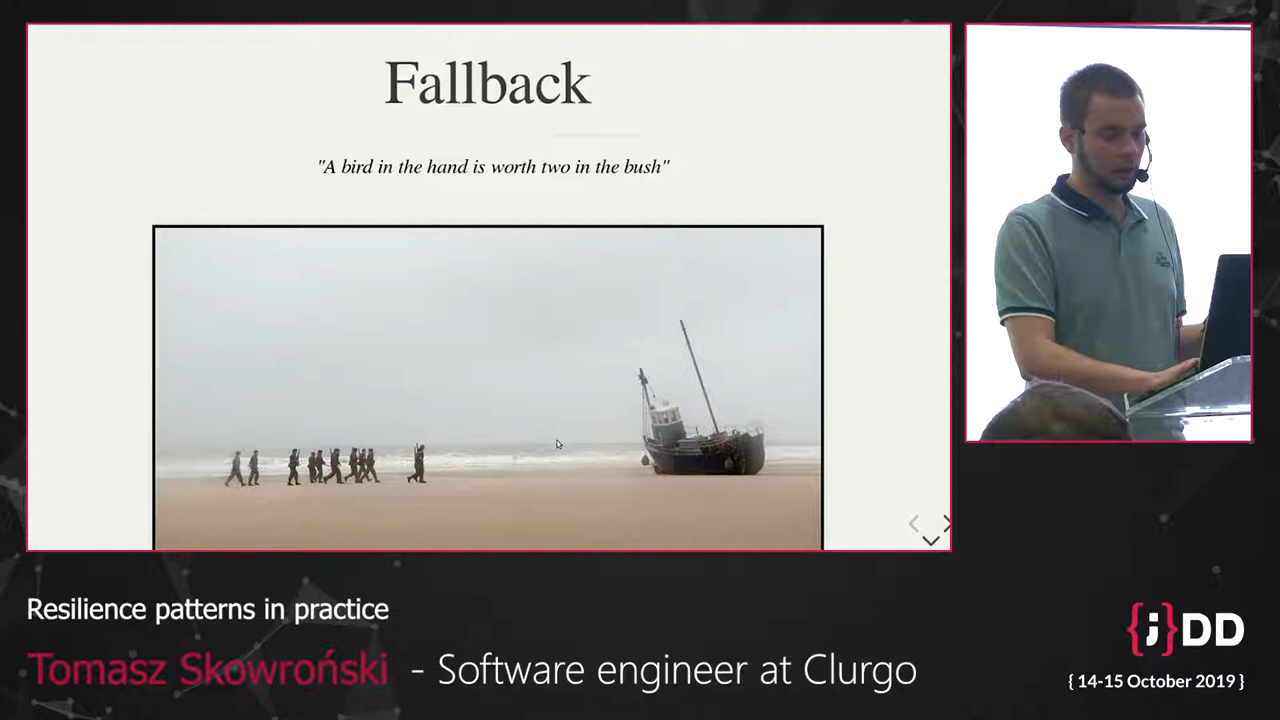 Fallback
"A bird in the hand is worth two in the bush"
Resilience patterns in practice
Tomasz Skowroński - Software engineer at Clurgo
{;}DD
{ 14-15 October 2019 }